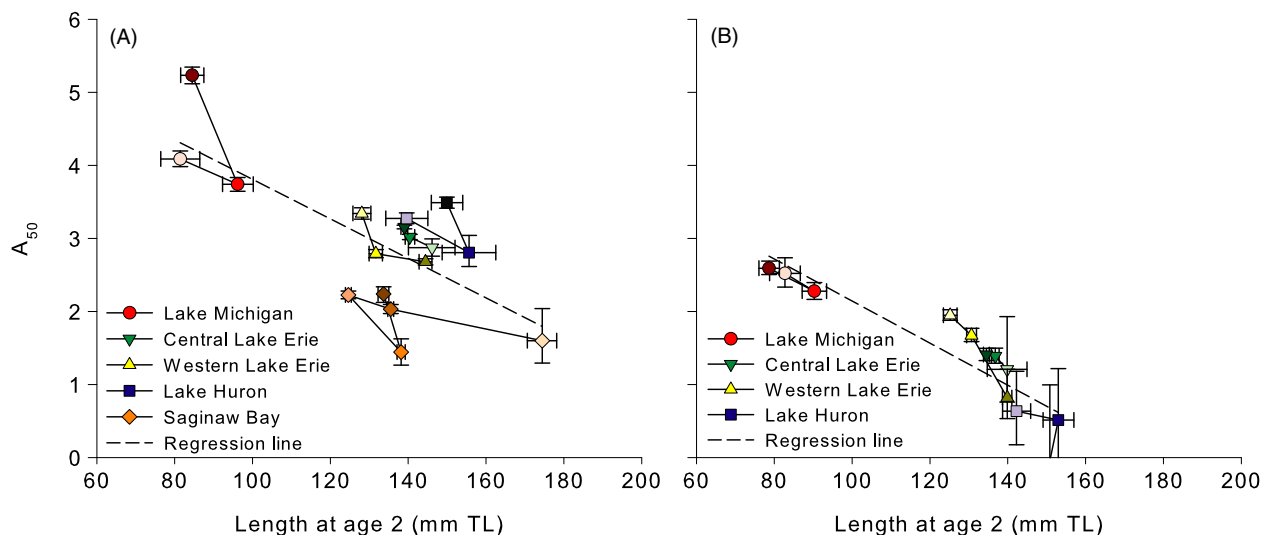 (A)
A50
6
5
4
3
2
1
0
Lake Michigan
Central Lake Erie
Western Lake Erie
Lake Huron
Saginaw Bay
Regression line
60 80 100 120 140 160 180 200
Length at age 2 (mm TL)
(B)
Lake Michigan
Central Lake Erie
Western Lake Erie
Lake Huron
Regression line
60 80 100 120 140 160 180 200
Length at age 2 (mm TL)